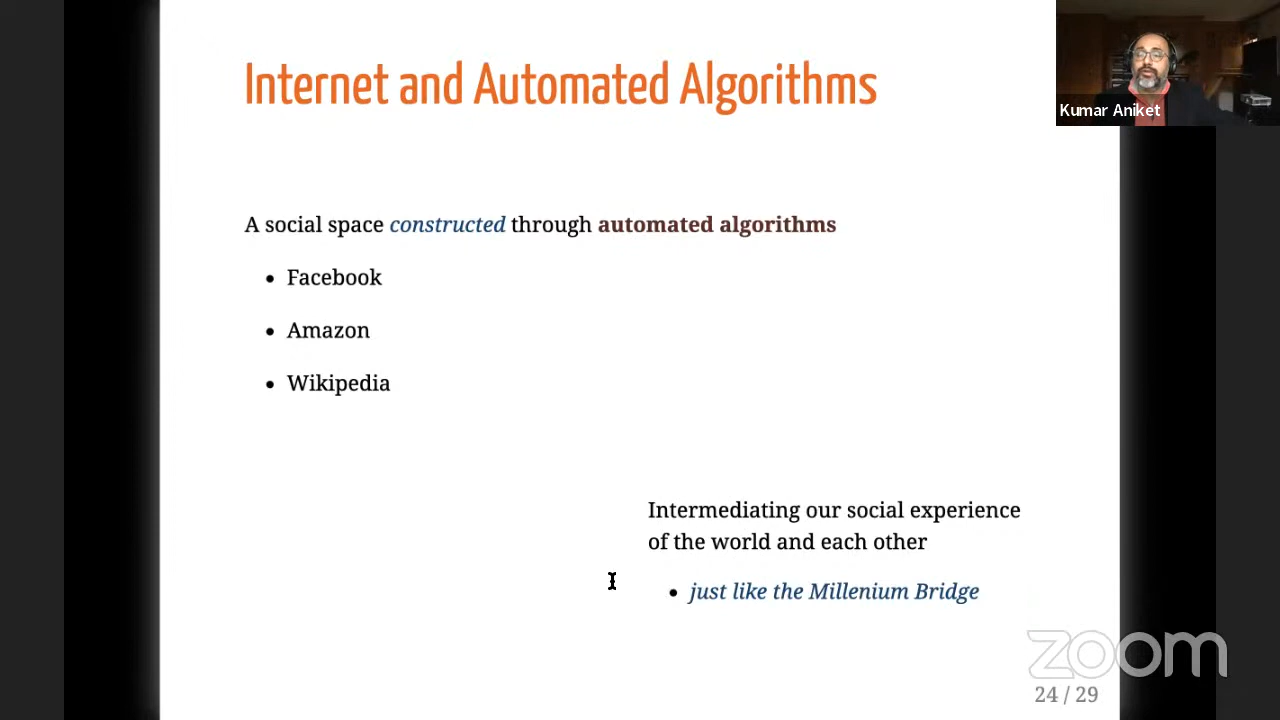 Internet and Automated Algorithms
Kumar Aniket
A social space constructed through automated algorithms
• Facebook
• Amazon
• Wikipedia
Intermediating our social experience
of the world and each other
• just like the Millenium Bridge
zoom
24 / 29